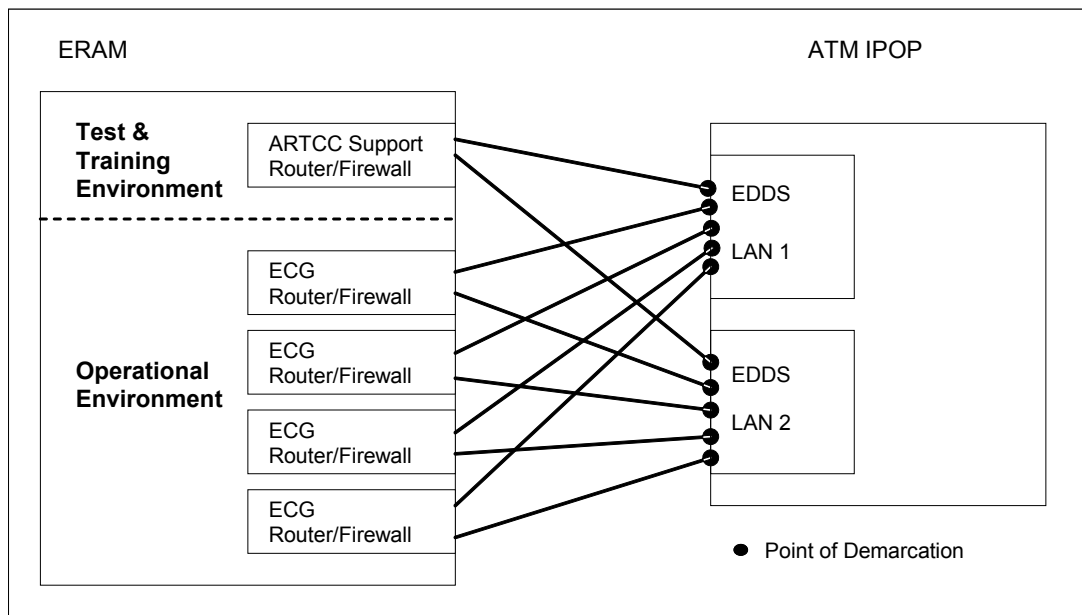 ERAM
ATM IPOP
Test &
Training
Environment
ARTCC Support
Router/Firewall
ECG
Router/Firewall
ECG
Router/Firewall
Operational
Environment
ECG
Router/Firewall
ECG
Router/Firewall
EDDS
LAN 1
EDDS
LAN 2
Point of Demarcation